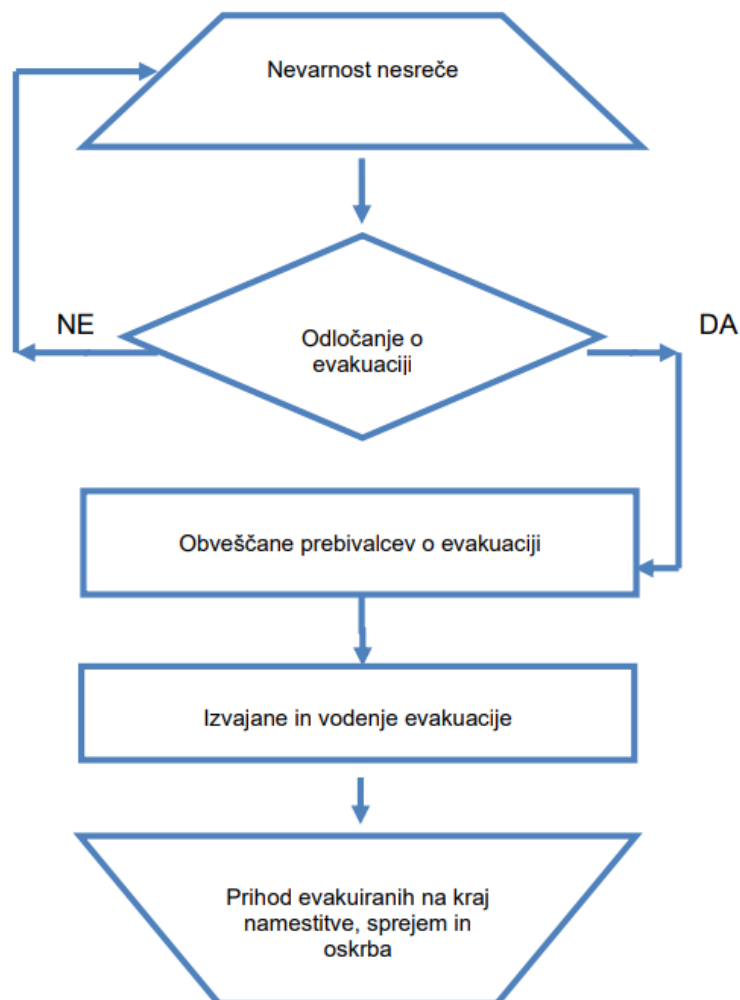 Nevarnost nesreče
NE
DA
Odločanje o
evakuaciji
Obveščane prebivalcev o evakuaciji
Izvajane in vodenje evakuacije
Prihod evakuiranih na kraj
namestitve, sprejem in
oskrba